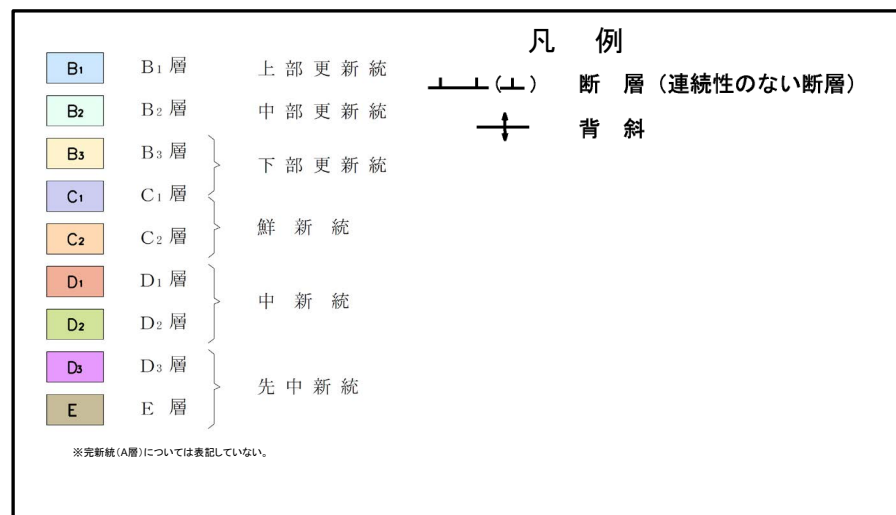 凡 例
B1 B1層 上部更新統
B2 B2層 中部更新統
B3 B3層
下部更新統
C1 C1層
鮮新統
C2 C2層
D1 D1層
中新統
D2 D2層
D3 D3層
先中新統
E E層
※完新統(A層)については表記していない。
( ) 断 層 (連続性のない断層)
背 斜